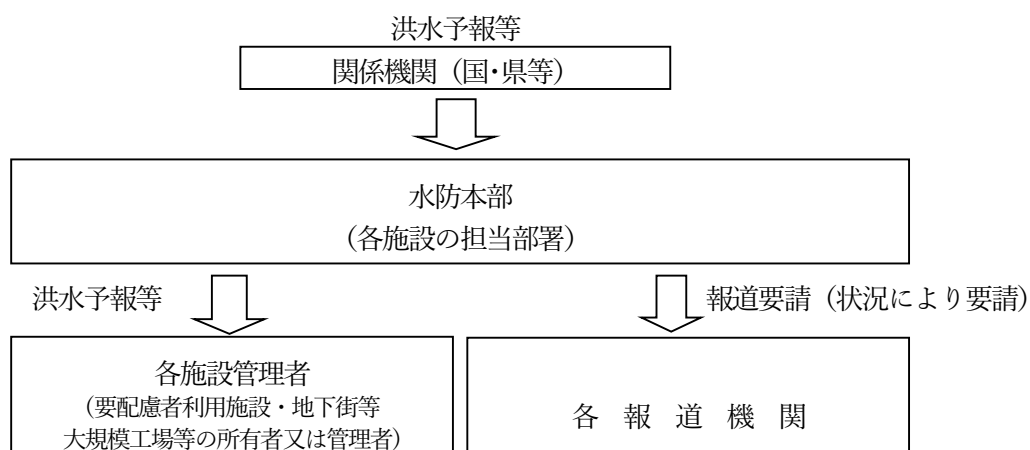 洪水予報等
関係機関（国･県等）
水防本部
（各施設の担当部署）
洪水予報等
報道要請（状況により要請）
各施設管理者
（要配慮者利用施設・地下街等
大規模工場等の所有者又は管理者）
各　報　道　機　関